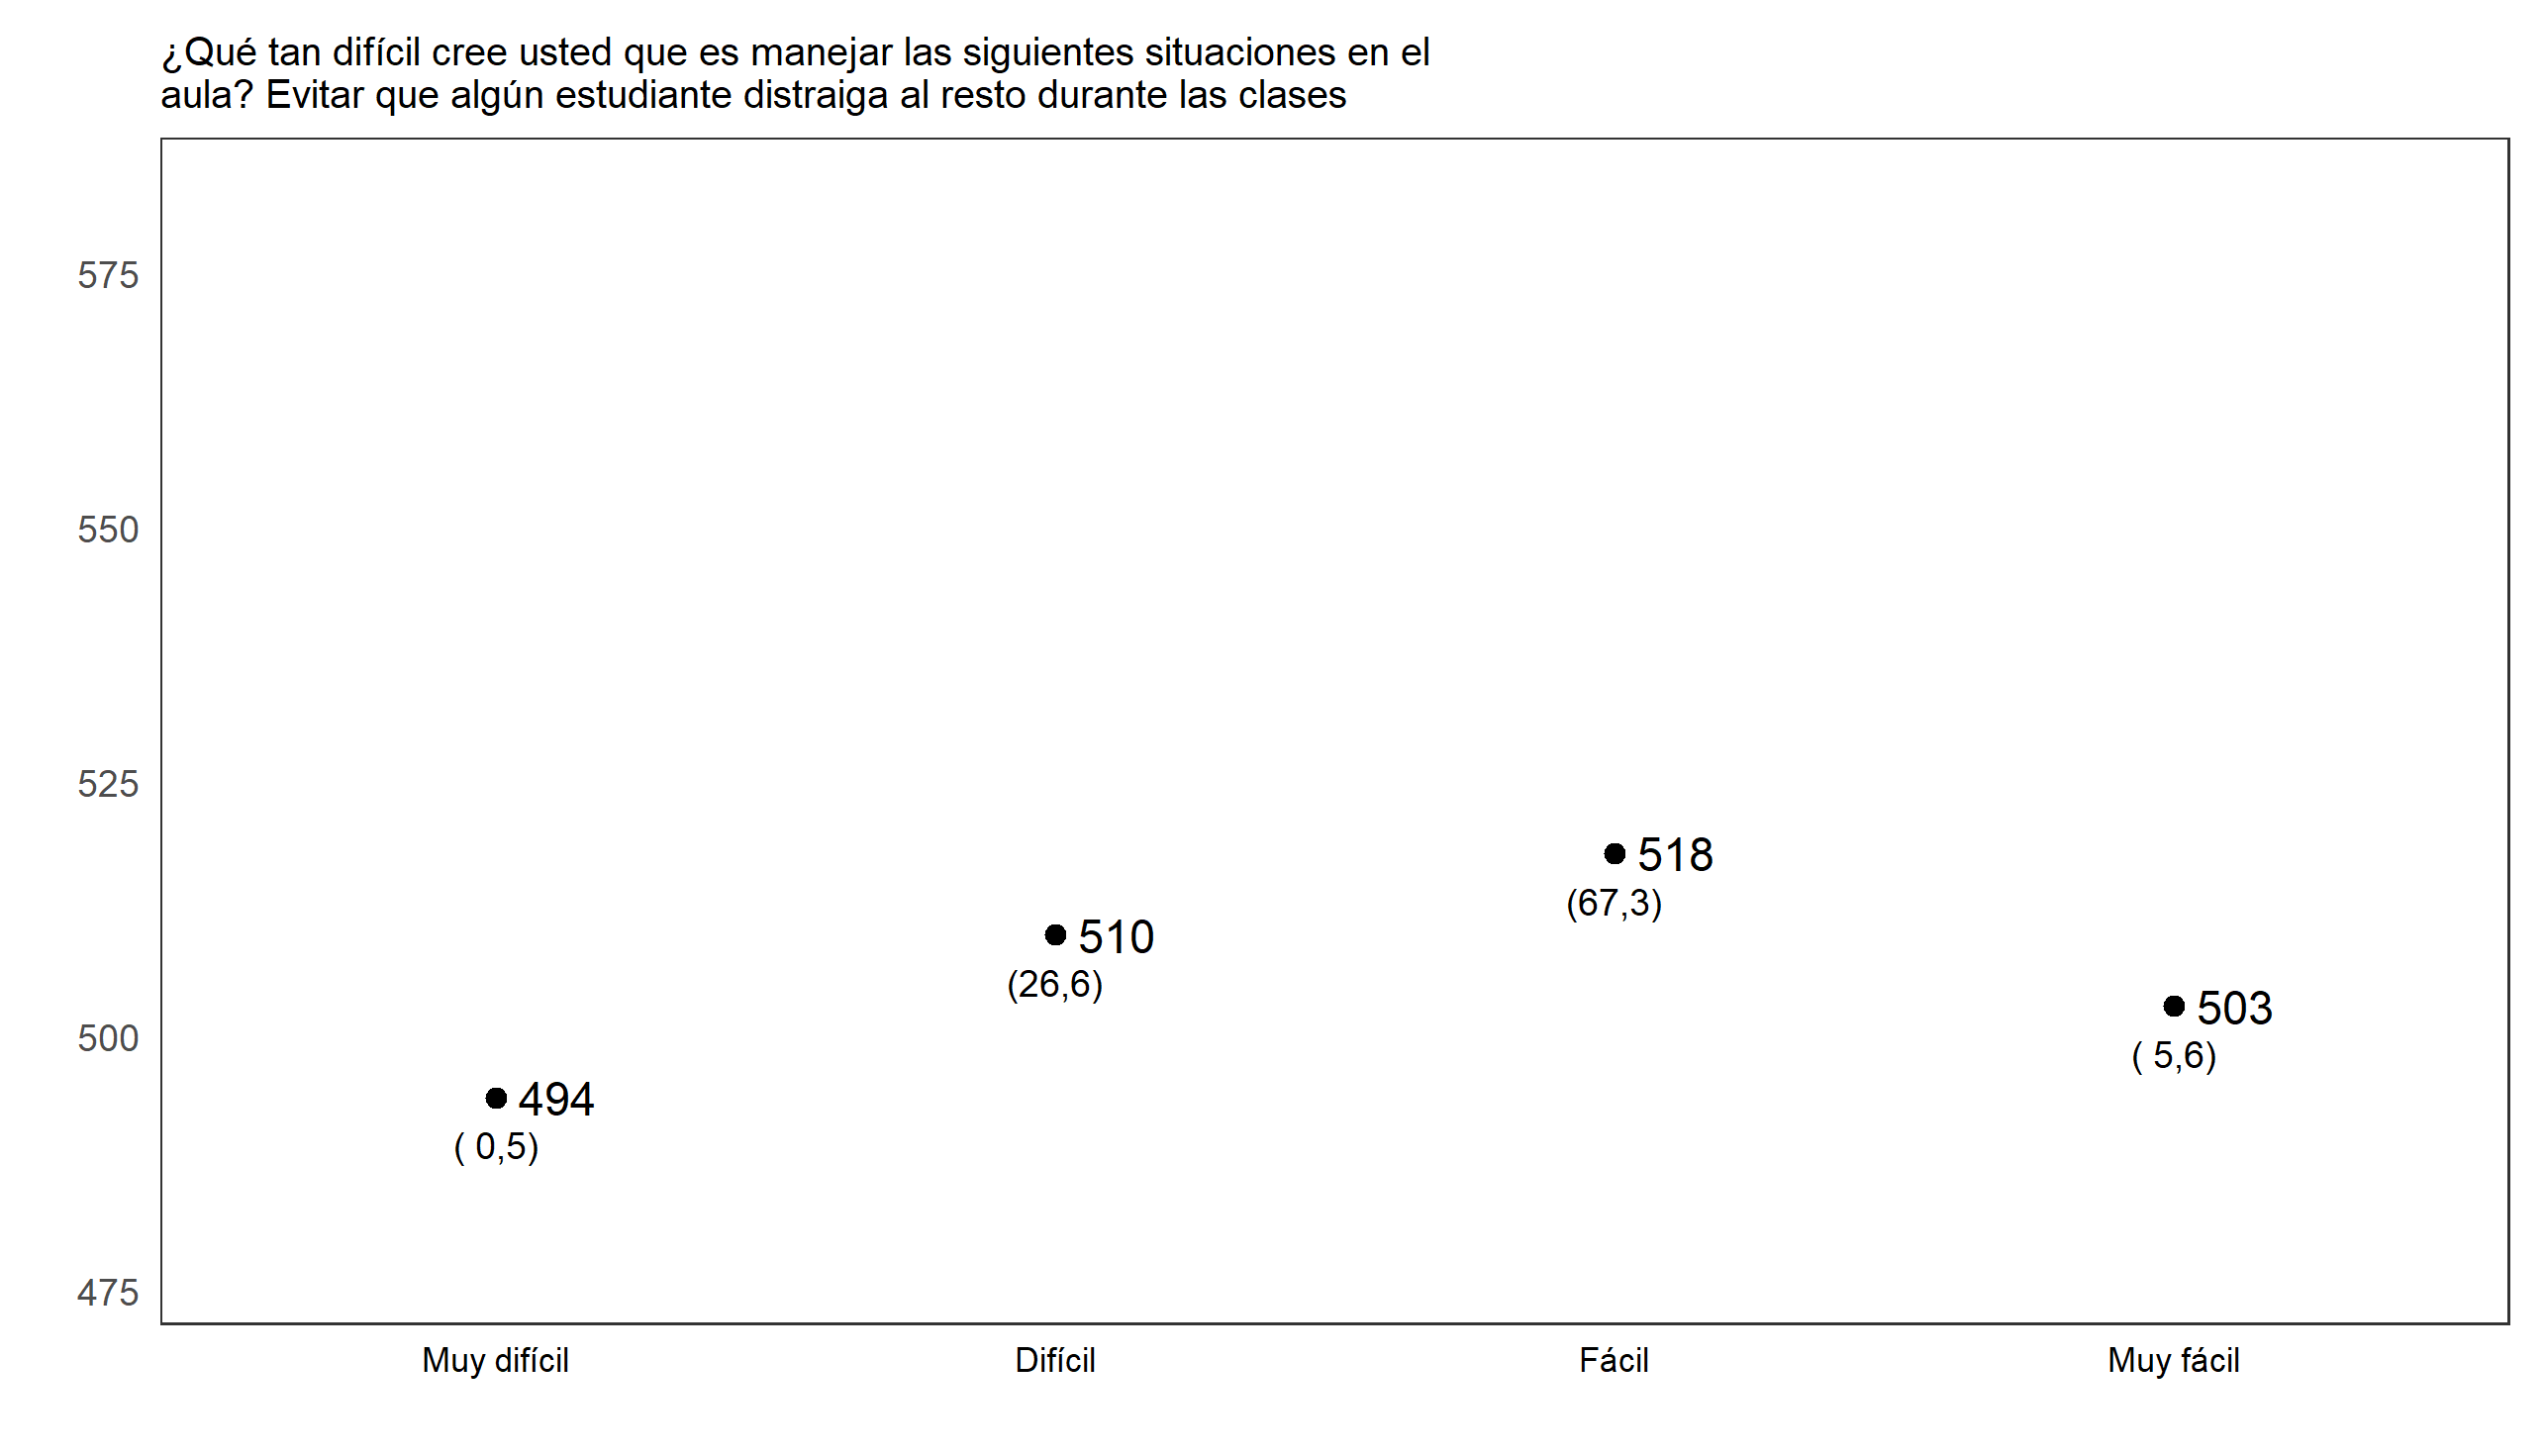 ¿Qué tan difícil cree usted que es manejar las siguientes situaciones en el
aula? Evitar que algún estudiante distraiga al resto durante las clases
575
550
525
500
475
494
( 0,5)
510
(26,6)
518
(67,3)
503
( 5,6)
Muy difícil
Difícil
Fácil
Muy fácil